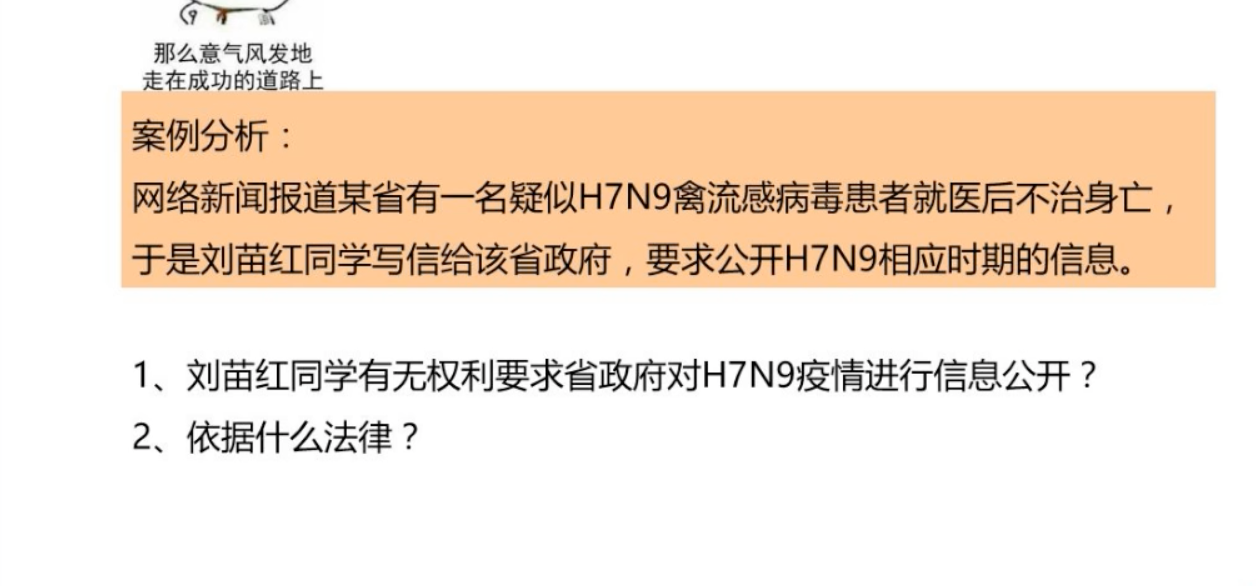 那么意气风发地
走在成功的道路上
案例分析：
网络新闻报道某省有一名疑似H7N9禽流感病毒患者就医后不治身亡，
于是刘苗红同学写信给该省政府，要求公开H7N9相应时期的信息。
1、刘苗红同学有无权利要求省政府对H7N9疫情进行信息公开？
2、依据什么法律？